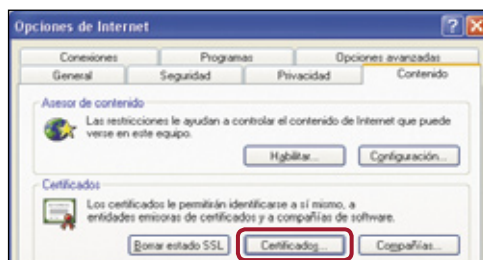 Opciones de Internet
Conexiones Programas Opciones avanzadas
General Seguridad Privacidad Contenido
Asesor de contenido
Las restricciones le ayudan a controlar el contenido de Internet que puede
verse en este equipo.
Habilitar... Configuración...
Certificados
Los certificados le permitirán identificarse a sí mismo, a
entidades emisoras de certificados y a compañías de software.
Borrar estado SSL Certificados... Compañías...